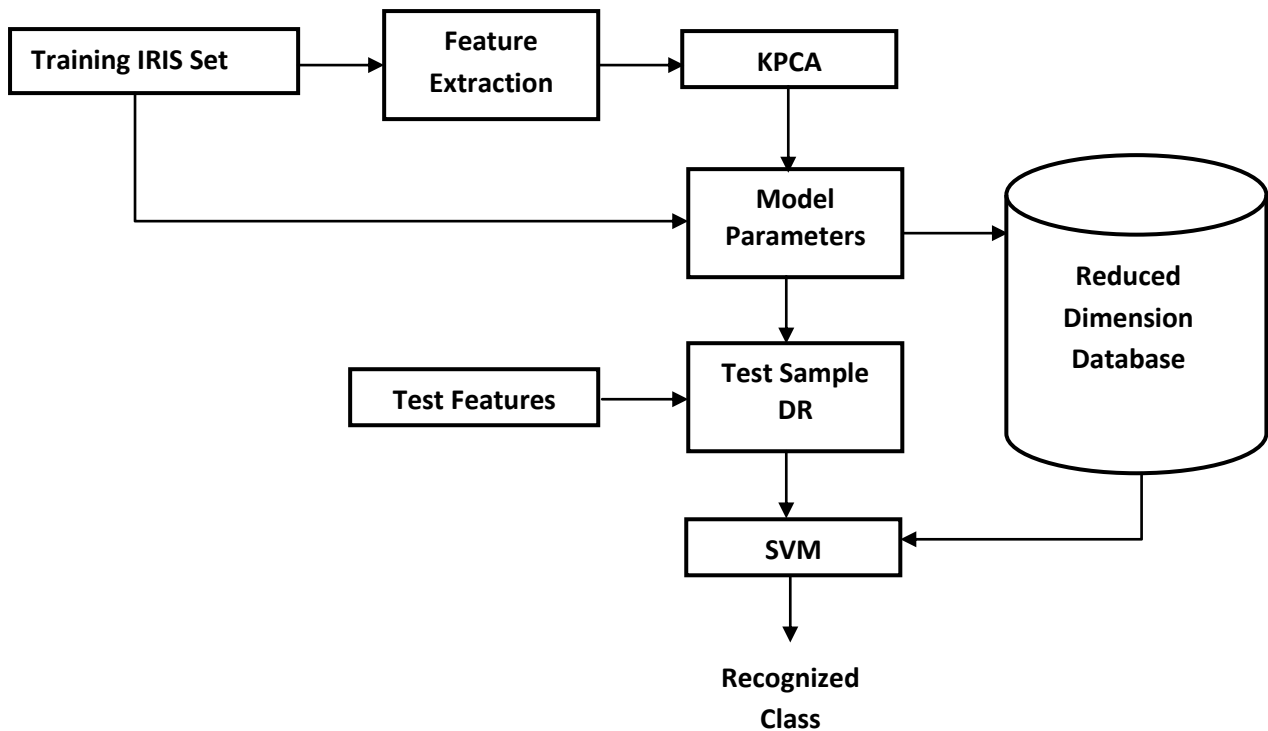 Training IRIS Set
Feature
Extraction
KPCA
Model
Parameters
Reduced
Dimension
Database
Test Features
Test Sample
DR
SVM
Recognized
Class